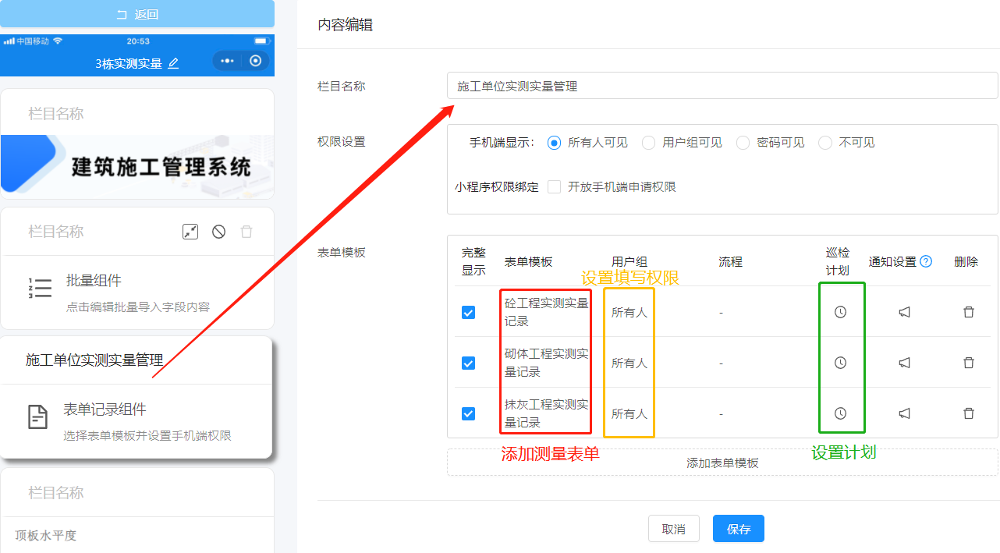 返回
中国移动
20:53
3栋实测实量
栏目名称
建筑施工管理系统
栏目名称
批量组件
点击编辑批量导入字段内容
施工单位实测实量管理
表单记录组件
选择表单模板并设置手机端权限
栏目名称
顶板水平度
内容编辑
栏目名称
施工单位实测实量管理
权限设置
手机端显示： 所有人可见 用户组可见 密码可见 不可见
小程序权限绑定 开放手机端申请权限
表单模板
完整显示 表单模板 用户组 流程 巡检计划 通知设置 ? 删除
设置填写权限
砼工程实测实量
记录
所有人 -
砌体工程实测实
量记录
所有人 -
抹灰工程实测实
量记录
所有人 -
添加测量表单
设置计划
添加表单模板
取消 保存